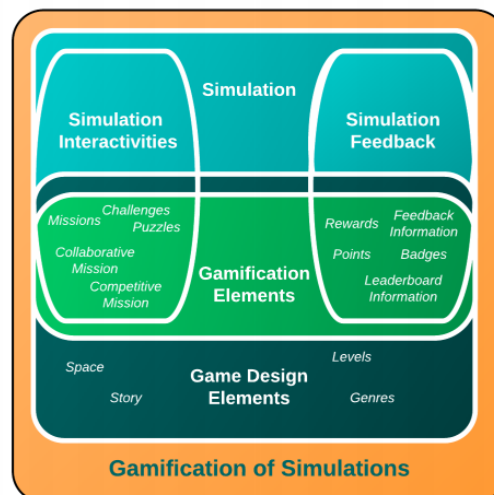 Simulation
Simulation
Interactivities
Simulation
Feedback
Missions
Challenges
Puzzles
Collaborative
Mission
Competitive
Mission
Gamification
Elements
Rewards
Feedback
Information
Points
Badges
Leaderboard
Information
Space
Story
Game Design
Elements
Levels
Genres
Gamification of Simulations